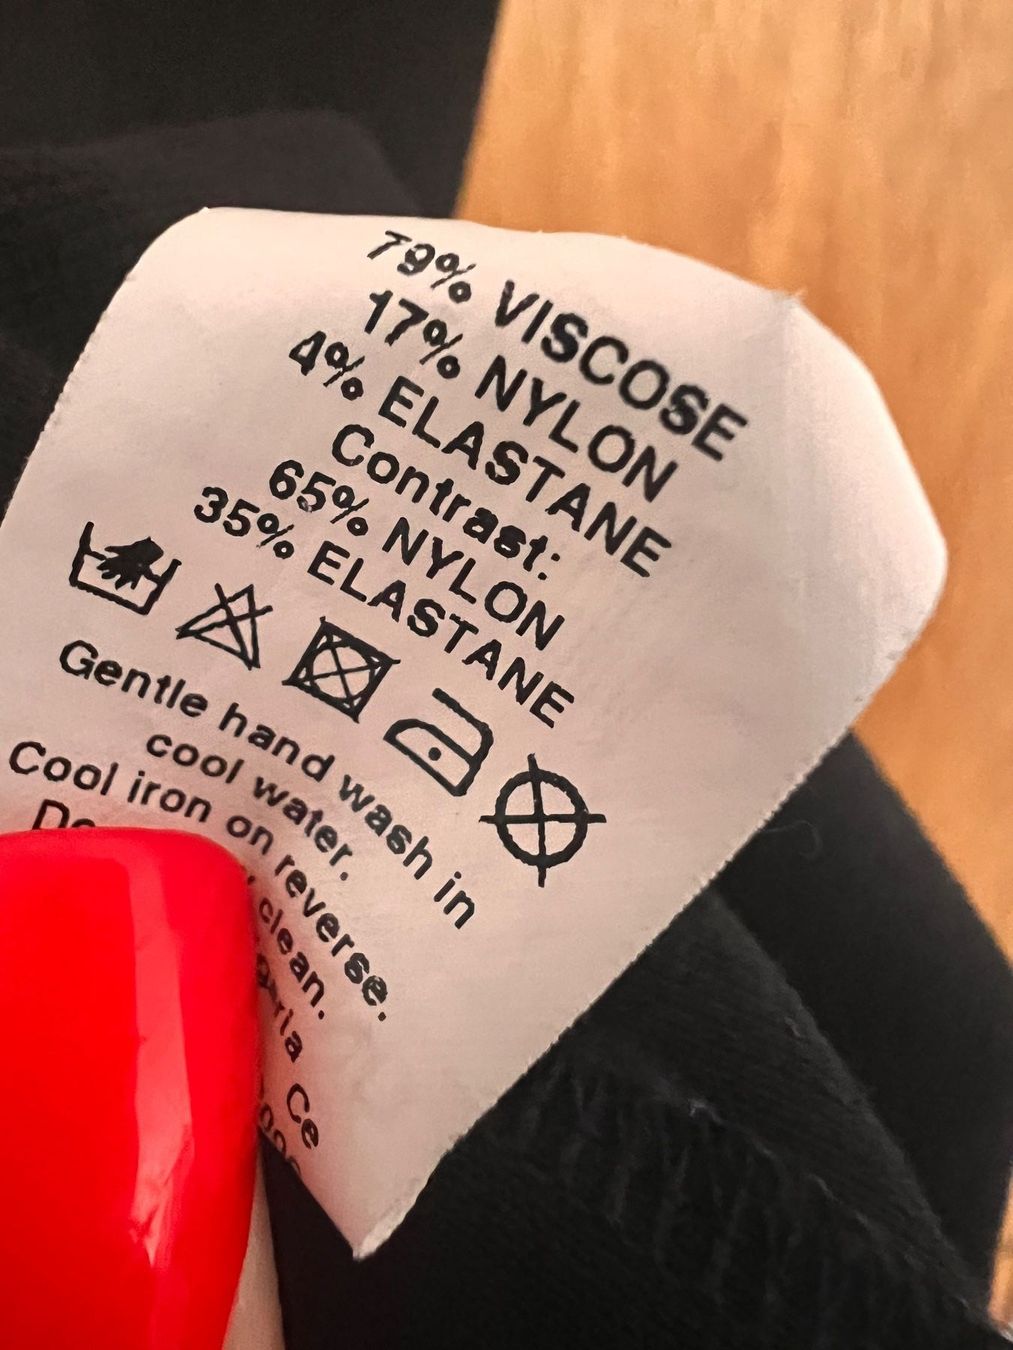 79% VISCOSE
17% NYLON
4% ELASTANE
Contrast:
65% NYLON
35% ELASTANE
Gentle hand wash in
cool water.
Cool iron on reverse.
clean.
Ce